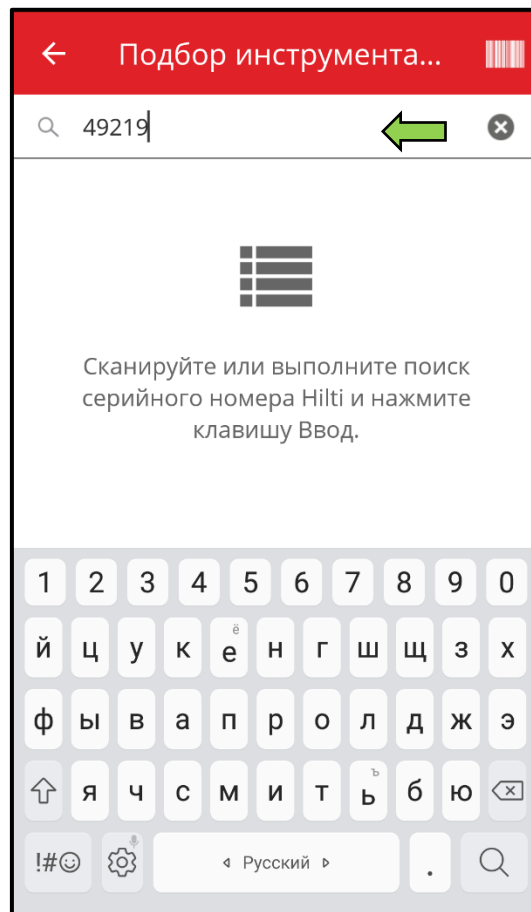 Подбор инструмента...
49219
Сканируйте или выполните поиск
серийного номера Hilti и нажмите
клавишу Ввод.
1 2 3 4 5 6 7 8 9 0
ё
й ц у к е н г ш щ з х
ф ы в а п р о л д ж э
ъ
я ч с м и т ь б ю
!#☺ Русский .